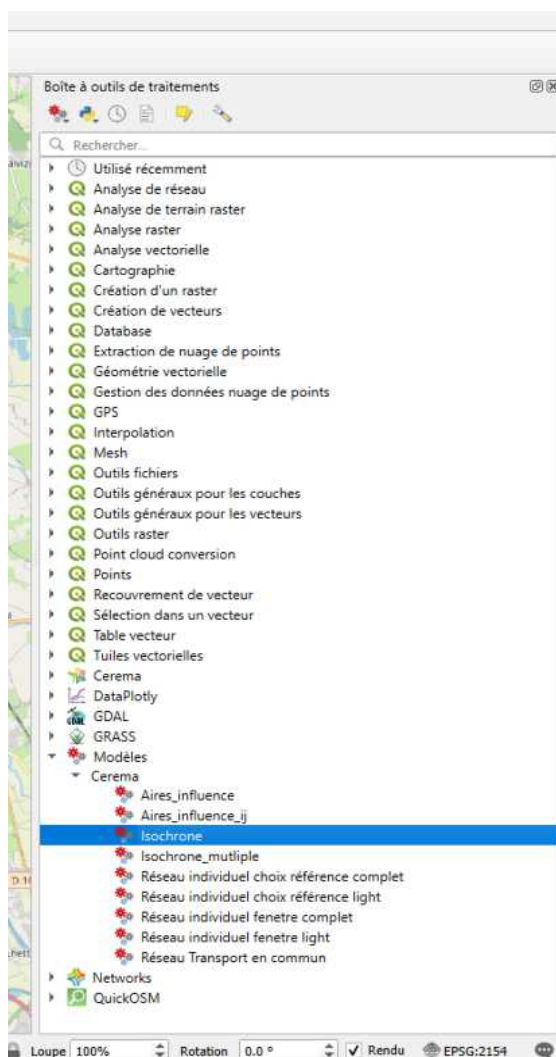 Boîte à outils de traitements
Rechercher...
Utilisé récemment
Analyse de réseau
Analyse de terrain raster
Analyse raster
Analyse vectorielle
Cartographie
Création d'un raster
Création de vecteurs
Database
Extraction de nuage de points
Géométrie vectorielle
Gestion des données nuage de points
GPS
Interpolation
Mesh
Outils fichiers
Outils généraux pour les couches
Outils généraux pour les vecteurs
Outils raster
Point cloud conversion
Points
Recouvrement de vecteur
Sélection dans un vecteur
Table vecteur
Tuiles vectorielles
Cerema
DataPlotly
GDAL
GRASS
Modèles
Cerema
Aires_influence
Aires_influence_ij
Isochrone
Isochrone_mutliple
Réseau individuel choix référence complet
Réseau individuel choix référence light
Réseau individuel fenetre complet
Réseau individuel fenetre light
Réseau Transport en commun
Networks
QuickOSM
Loupe 100% Rotation 0.0 ° Rendu EPSG:2154